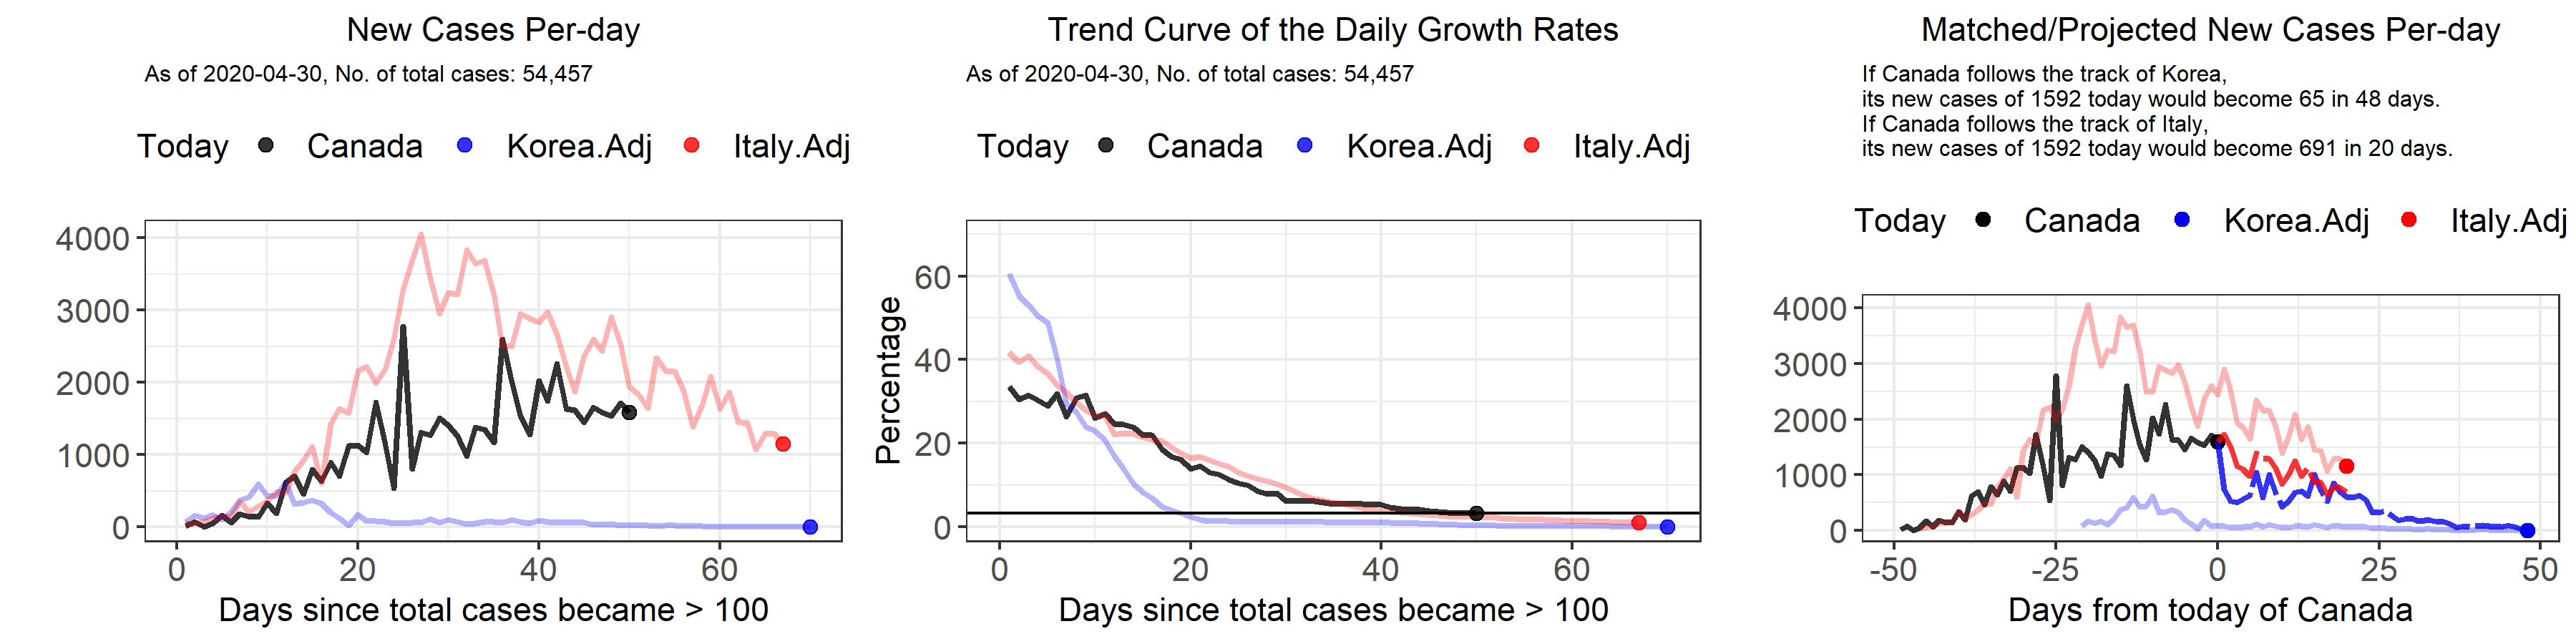 New Cases Per-day
As of 2020-04-30, No. of total cases: 54,457
Today Canada Korea.Adj Italy.Adj
4000
3000
2000
1000
0
0 20 40 60
Days since total cases became > 100
Trend Curve of the Daily Growth Rates
As of 2020-04-30, No. of total cases: 54,457
Today Canada Korea.Adj Italy.Adj
Percentage
60
40
20
0
0 20 40 60
Days since total cases became > 100
Matched/Projected New Cases Per-day
If Canada follows the track of Korea,
its new cases of 1592 today would become 65 in 48 days.
If Canada follows the track of Italy,
its new cases of 1592 today would become 691 in 20 days.
Today Canada Korea.Adj Italy.Adj
4000
3000
2000
1000
0
-50 -25 0 25 50
Days from today of Canada